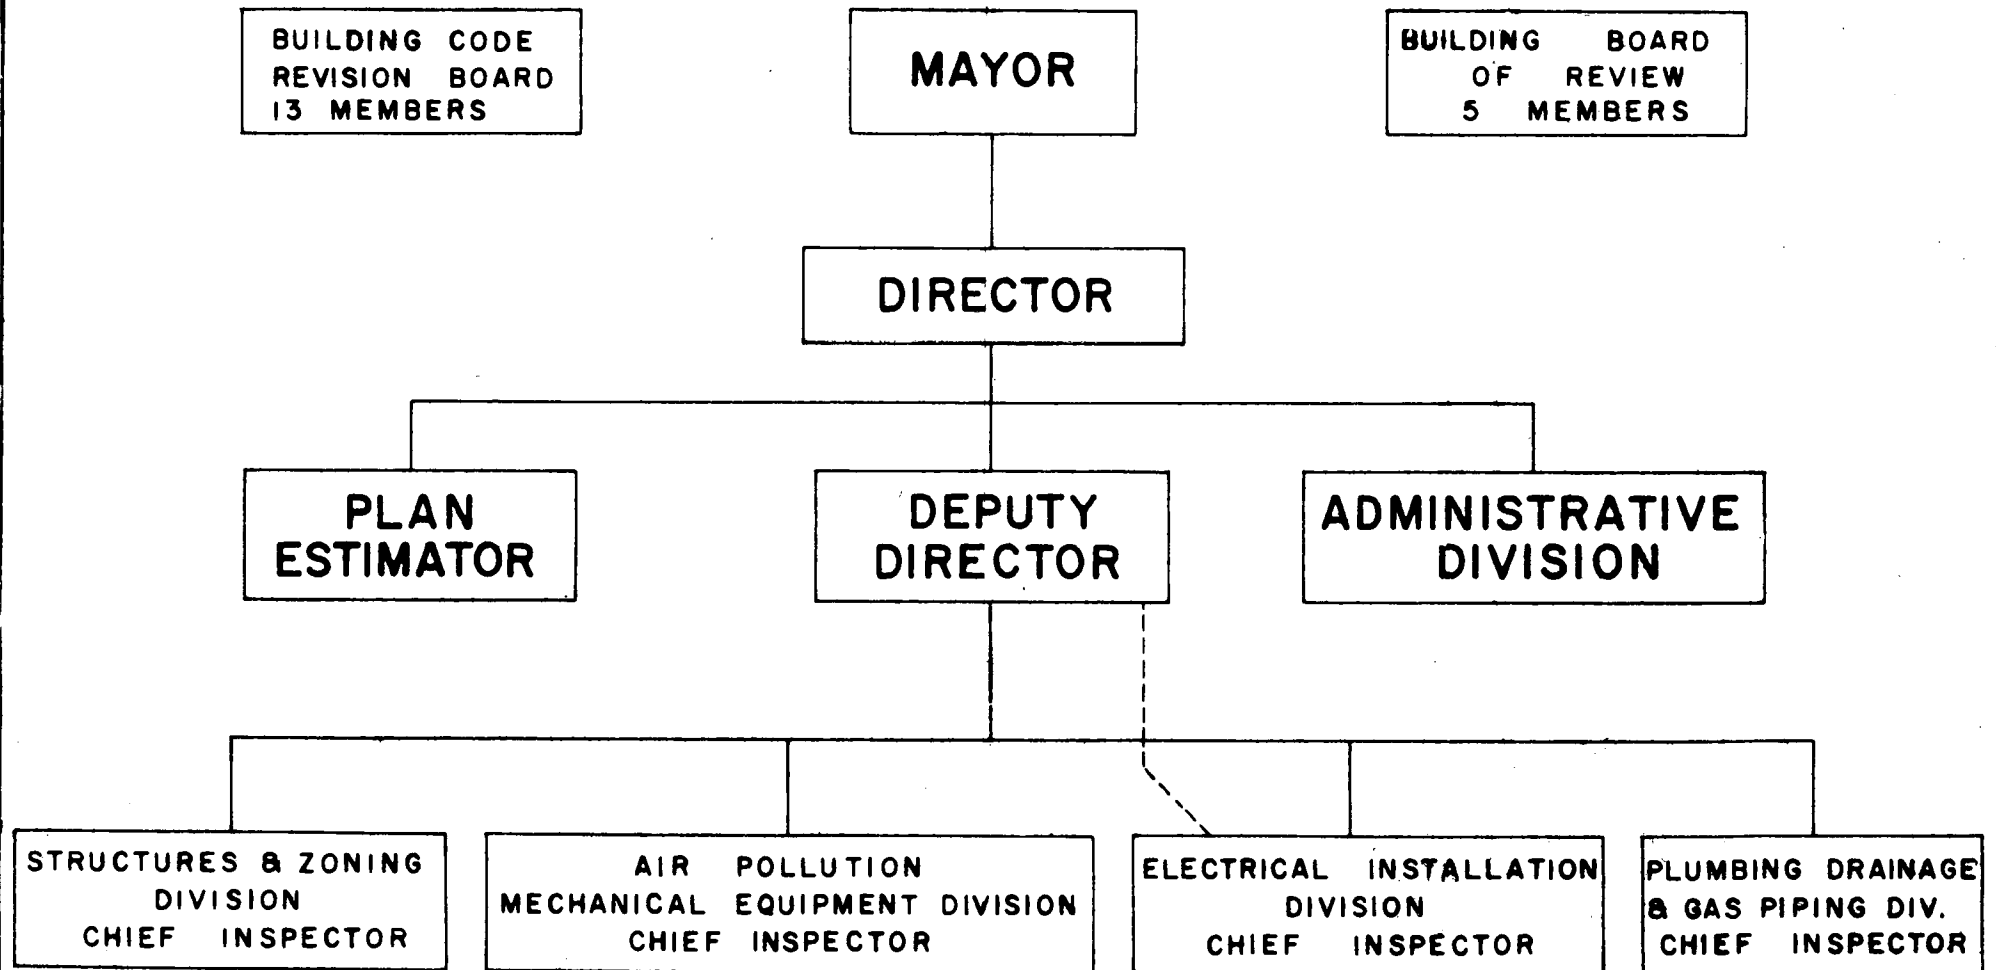 BUILDING CODE
REVISION BOARD
13 MEMBERS
MAYOR
BUILDING BOARD
OF REVIEW
5 MEMBERS
DIRECTOR
PLAN
ESTIMATOR
DEPUTY
DIRECTOR
ADMINISTRATIVE
DIVISION
STRUCTURES & ZONING
DIVISION
CHIEF INSPECTOR
AIR POLLUTION
MECHANICAL EQUIPMENT DIVISION
CHIEF INSPECTOR
ELECTRICAL INSTALLATION
DIVISION
CHIEF INSPECTOR
PLUMBING DRAINAGE
& GAS PIPING DIV.
CHIEF INSPECTOR